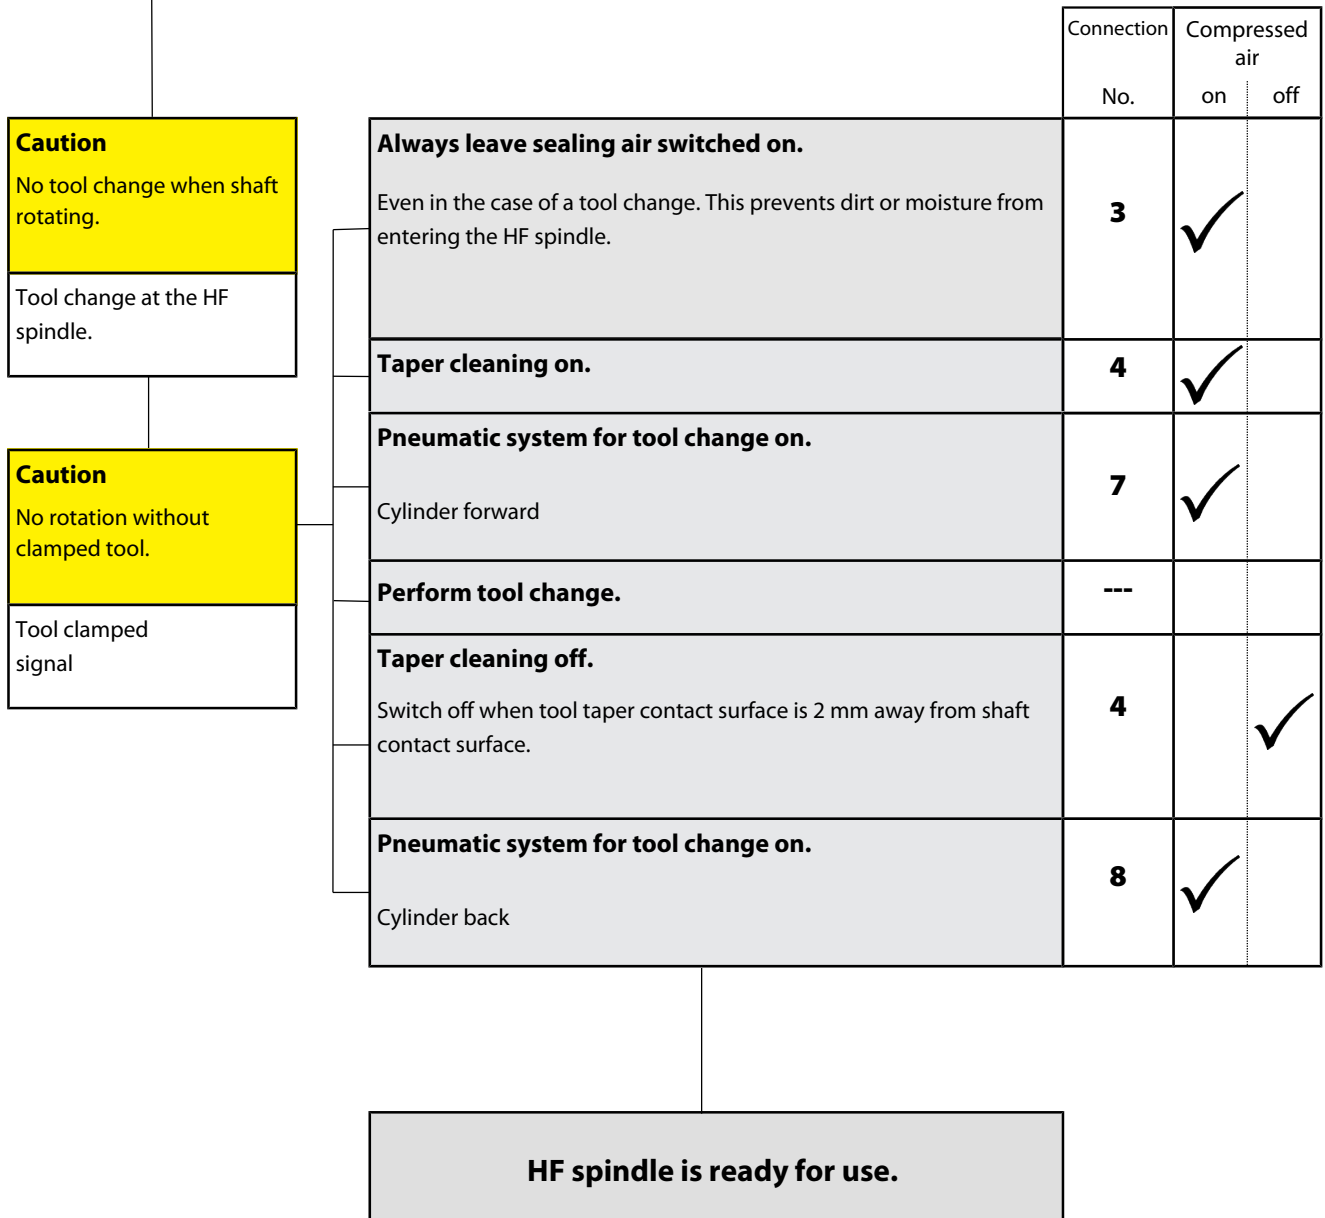 Connection
Compressed
air
No.
on
off
Caution
No tool change when shaft
rotating.
Tool change at the HF
spindle.
Caution
No rotation without
clamped tool.
Tool clamped
signal
Always leave sealing air switched on.
Even in the case of a tool change. This prevents dirt or moisture from
entering the HF spindle.
3
Taper cleaning on.
4
Pneumatic system for tool change on.
Cylinder forward
7
Perform tool change.
---
Taper cleaning off.
Switch off when tool taper contact surface is 2 mm away from shaft
contact surface.
4
Pneumatic system for tool change on.
Cylinder back
8
HF spindle is ready for use.